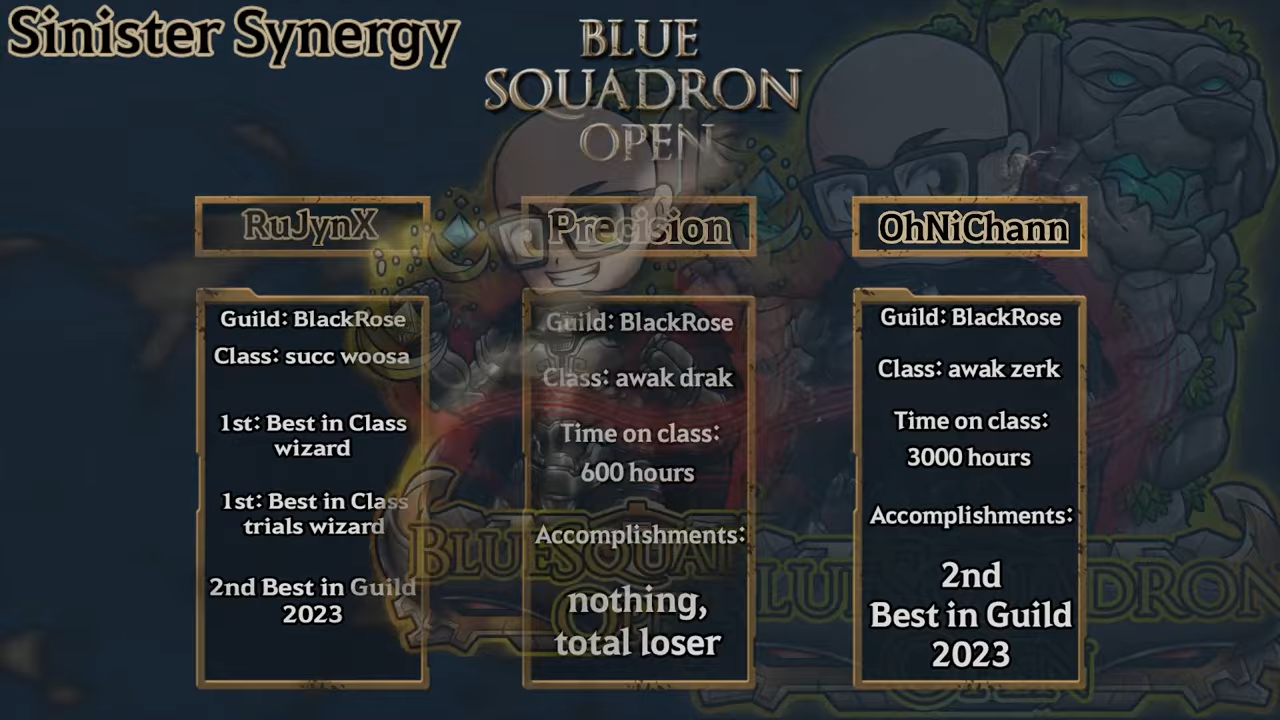 Sinister Synergy
BLUE
SQUADRON
OPEN
RuJynX
Guild: BlackRose
Class: succ woosa
1st: Best in Class
wizard
1st: Best in Class
trials wizard
2nd Best in Guild
2023
Precision
Guild: BlackRose
Class: awak drak
Time on class:
600 hours
Accomplishments:
nothing,
total loser
OhNiChann
Guild: BlackRose
Class: awak zerk
Time on class:
3000 hours
Accomplishments:
2nd
Best in Guild
2023